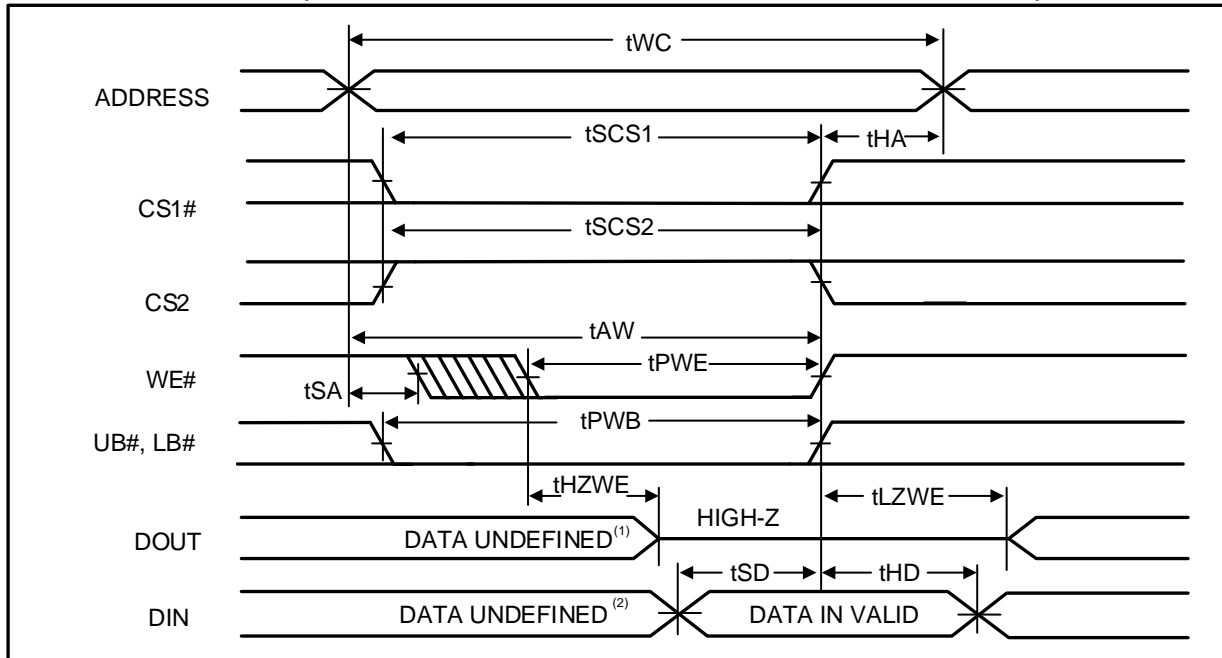 tWC
ADDRESS
tSCS1
tHA
CS1#
tSCS2
CS2
tAW
WE#
tPWE
tSA
tPWB
UB#, LB#
tHZWE
tLZWE
HIGH-Z
DOUT
DATA UNDEFINED(1)
tSD
tHD
DIN
DATA UNDEFINED (2)
DATA IN VALID